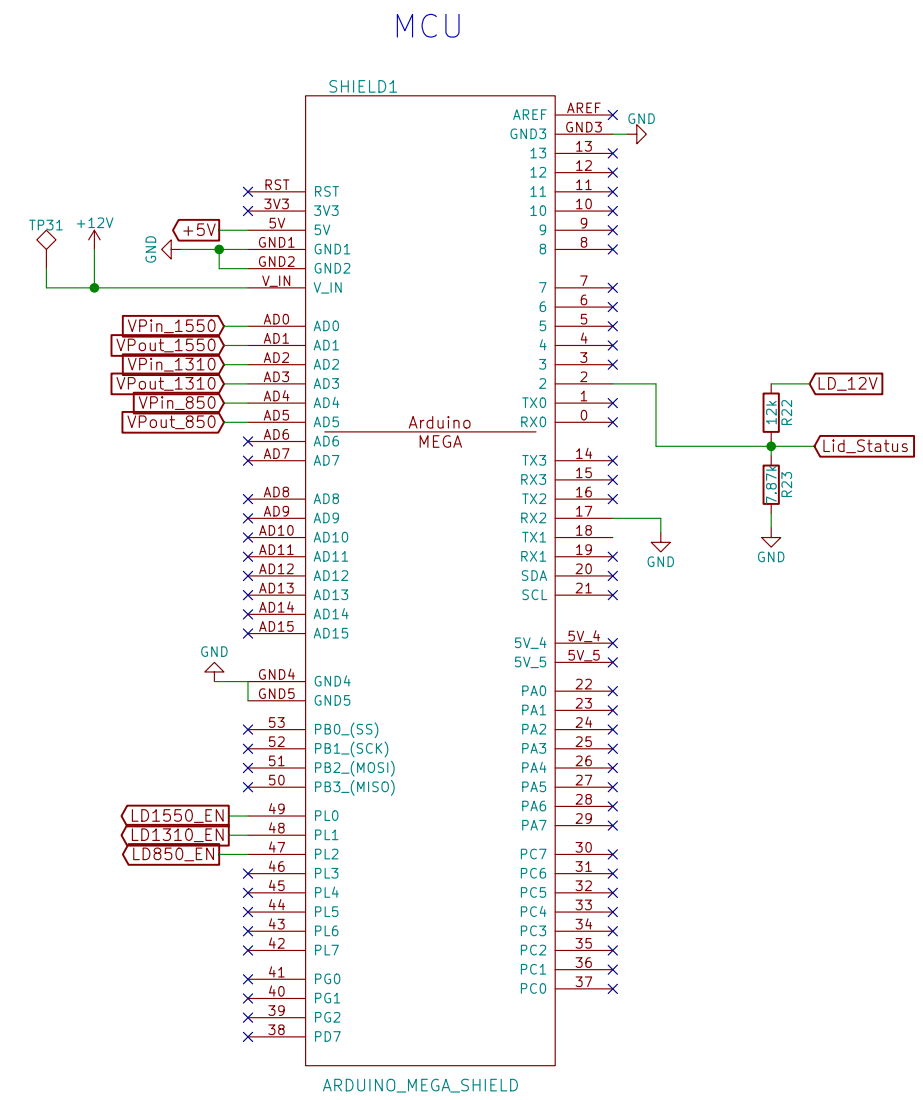 MCU
SHIELD1
AREF AREF
GND3 GND3 GND
13 13
12 12
RST RST 11 11
3V3 3V3 10 10
TP31 +12V +5V 5V 5V 9 9
GND GND1 GND1 8 8
GND2 GND2
V_IN V_IN 7 7
6 6
VPin_1550 AD0 AD0 5 5
VPout_1550 AD1 AD1 4 4
VPin_1310 AD2 AD2 3 3
VPout_1310 AD3 AD3 2 2 LD_12V
VPin_850 AD4 AD4 TX0 1 12k R22
VPout_850 AD5 AD5 Arduino RX0 0
AD6 AD6 MEGA Lid_Status
AD7 AD7 TX3 14
RX3 15 7.87k R23
AD8 AD8 TX2 16
AD9 AD9 RX2 17
AD10 AD10 TX1 18
AD11 AD11 RX1 19 GND GND
AD12 AD12 SDA 20
AD13 AD13 SCL 21
AD14 AD14
AD15 AD15 5V_4 5V_4
GND 5V_5 5V_5
GND4 GND4 PA0 22
GND5 GND5 PA1 23
53 PB0_(SS) PA2 24
52 PB1_(SCK) PA3 25
51 PB2_(MOSI) PA4 26
50 PB3_(MISO) PA5 27
LD1550_EN 49 PL0 PA6 28
LD1310_EN 48 PL1 PA7 29
LD850_EN 47 PL2 PC7 30
46 PL3 PC6 31
45 PL4 PC5 32
44 PL5 PC4 33
43 PL6 PC3 34
42 PL7 PC2 35
41 PG0 PC1 36
40 PG1 PC0 37
39 PG2
38 PD7
ARDUINO_MEGA_SHIELD